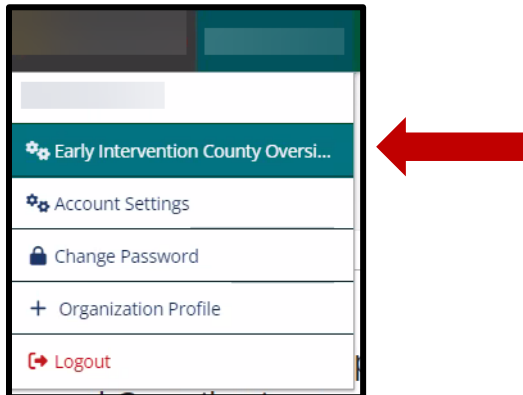 Early Intervention County Oversi...
Account Settings
Change Password
+ Organization Profile
Logout